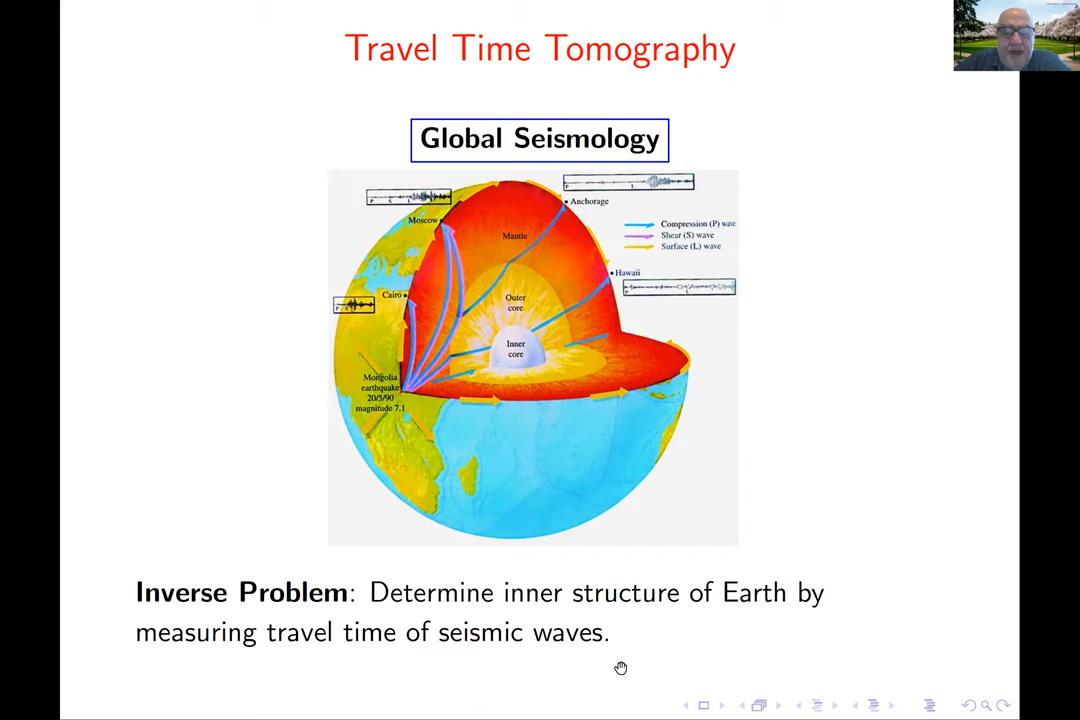 Travel Time Tomography
Global Seismology
P L
P S L
Anchorage
Moscow
Compression (P) wave
Shear (S) wave
Surface (L) wave
Mantle
Hawaii
P L
Cairo
P S
Outer
core
Inner
core
Mongolia
earthquake
20/5/90
magnitude 7.1
Inverse Problem: Determine inner structure of Earth by
measuring travel time of seismic waves.